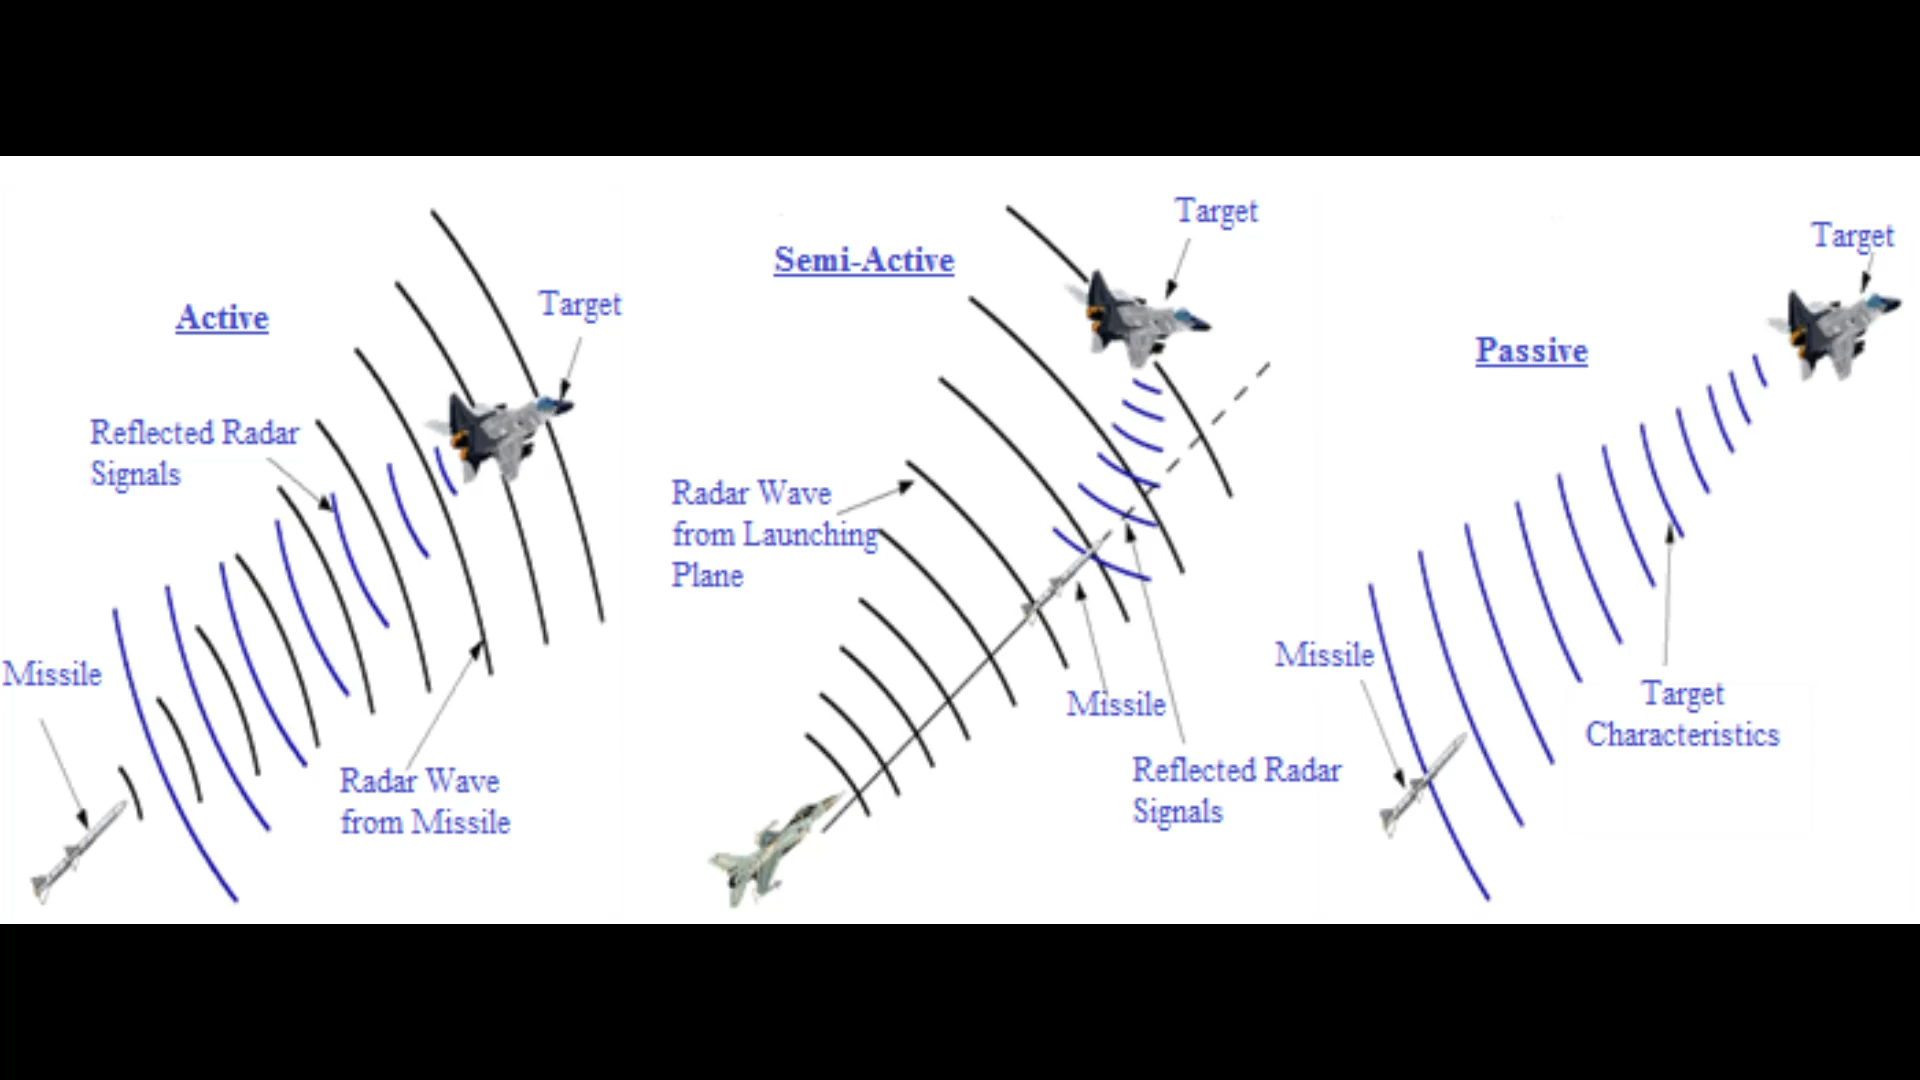 Active
Target
Reflected Radar
Signals
Missile
Radar Wave
from Missile
Semi-Active
Target
Radar Wave
from Launching
Plane
Missile
Reflected Radar
Signals
Passive
Target
Missile
Target
Characteristics